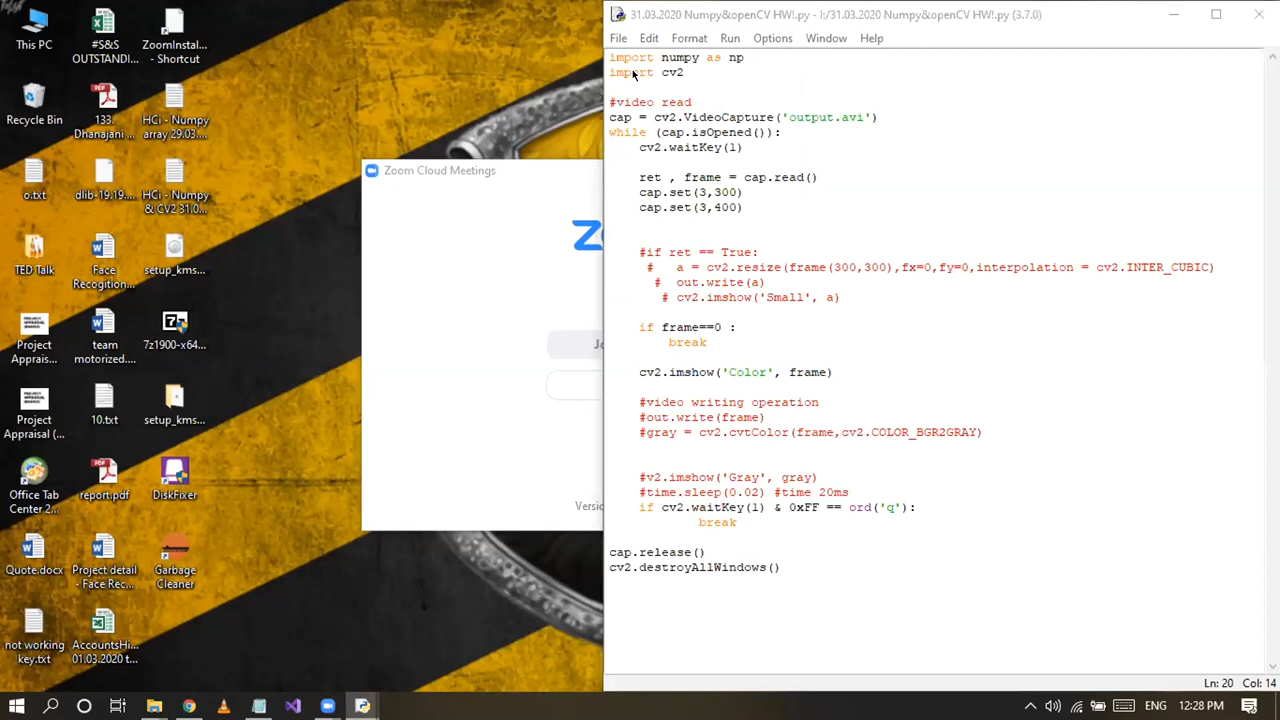 This PC
#S&S OUTSTANDI...
ZoomInstal... - Shortcut
Recycle Bin
133. Dhanajani ...
HCi - Numpy array 29.03....
o.txt
dlib-19.19....
HCi - Numpy & CV2 31.0...
TED Talk
Face Recogition...
setup_kms...
Project Apprais...
team motorized....
7z1900-x64...
Project Appraisal (...
10.txt
setup_kms...
Office Tab Center 2...
report.pdf
DiskFixer
Quote.docx
Project detail - Face Rec...
Garbage Cleaner
not working key.txt
AccountsHi... 01.03.2020 t...
Zoom Cloud Meetings
Jo
Versio
31.03.2020 Numpy&openCV HW!.py - I:/31.03.2020 Numpy&openCV HW!.py (3.7.0)
File Edit Format Run Options Window Help
import numpy as np
import cv2
#video read
cap = cv2.VideoCapture('output.avi')
while (cap.isOpened()):
    cv2.waitKey(1)
    ret , frame = cap.read()
    cap.set(3,300)
    cap.set(3,400)
    #if ret == True:
     #   a = cv2.resize(frame(300,300),fx=0,fy=0,interpolation = cv2.INTER_CUBIC)
      #  out.write(a)
       # cv2.imshow('Small', a)
    if frame==0 :
        break
    cv2.imshow('Color', frame)
    #video writing operation
    #out.write(frame)
    #gray = cv2.cvtColor(frame,cv2.COLOR_BGR2GRAY)
    #v2.imshow('Gray', gray)
    #time.sleep(0.02) #time 20ms
    if cv2.waitKey(1) & 0xFF == ord('q'):
            break
cap.release()
cv2.destroyAllWindows()
Ln: 20 Col: 14
ENG 12:28 PM